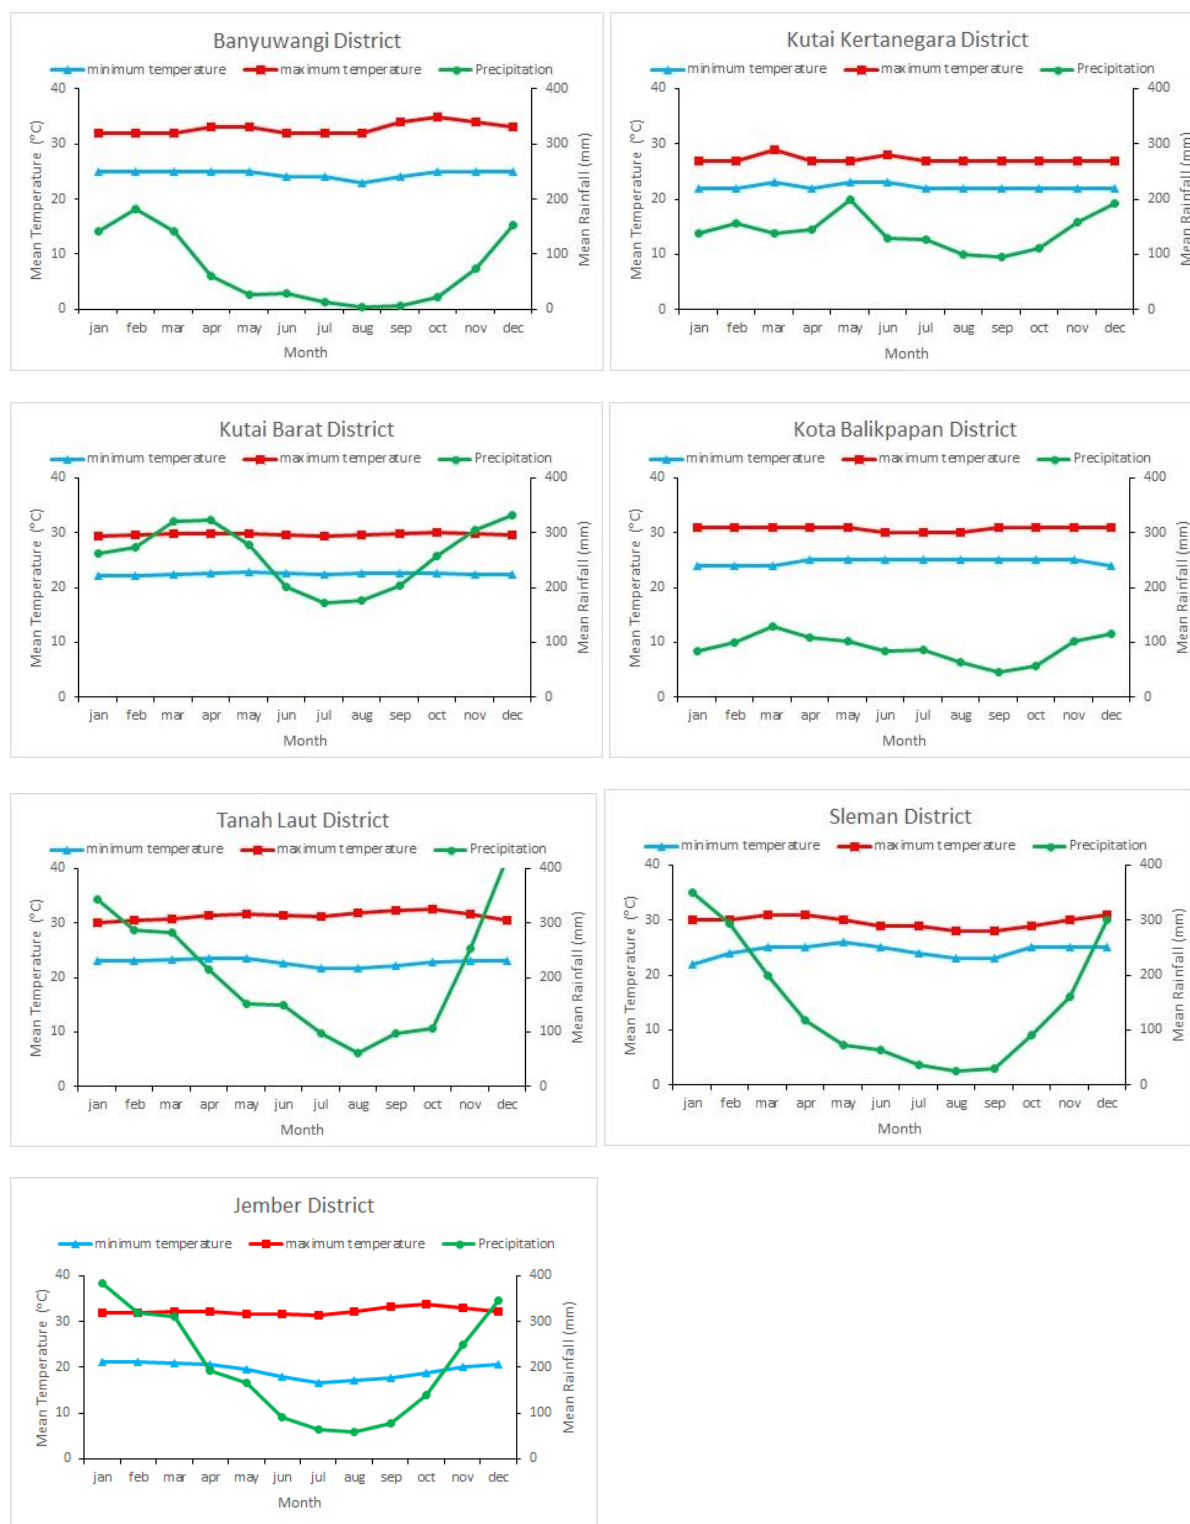 Banyuwangi District
minimum temperature maximum temperature Precipitation
Mean Temperature (°C)
40
30
20
10
0
400
300
200
100
0
Mean Rainfall (mm)
jan feb mar apr may jun jul aug sep oct nov dec
Month
Kutai Kertanegara District
minimum temperature maximum temperature Precipitation
Mean Temperature (°C)
40
30
20
10
0
400
300
200
100
0
Mean Rainfall (mm)
jan feb mar apr may jun jul aug sep oct nov dec
Month
Kutai Barat District
minimum temperature maximum temperature Precipitation
Mean Temperature (°C)
40
30
20
10
0
400
300
200
100
0
Mean Rainfall (mm)
jan feb mar apr may jun jul aug sep oct nov dec
Month
Kota Balikpapan District
minimum temperature maximum temperature Precipitation
Mean Temperature (°C)
40
30
20
10
0
400
300
200
100
0
Mean Rainfall (mm)
jan feb mar apr may jun jul aug sep oct nov dec
Month
Tanah Laut District
minimum temperature maximum temperature Precipitation
Mean Temperature (°C)
40
30
20
10
0
400
300
200
100
0
Mean Rainfall (mm)
jan feb mar apr may jun jul aug sep oct nov dec
Month
Sleman District
minimum temperature maximum temperature Precipitation
Mean Temperature (°C)
40
30
20
10
0
400
300
200
100
0
Mean Rainfall (mm)
jan feb mar apr may jun jul aug sep oct nov dec
Month
Jember District
minimum temperature maximum temperature Precipitation
Mean Temperature (°C)
40
30
20
10
0
400
300
200
100
0
Mean Rainfall (mm)
jan feb mar apr may jun jul aug sep oct nov dec
Month